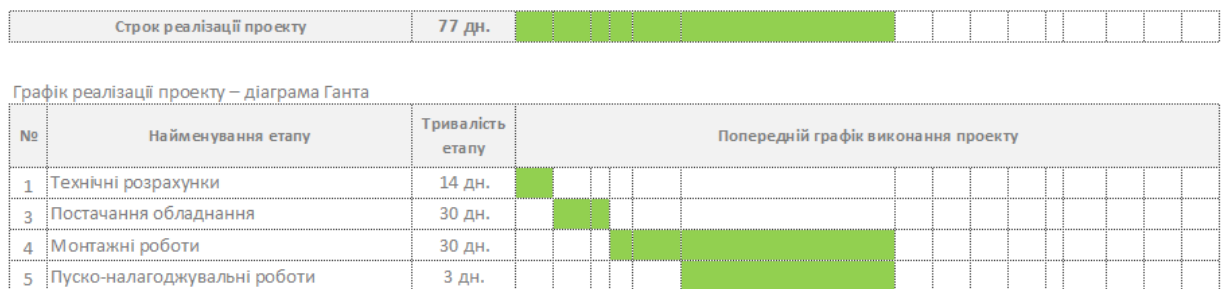 Строк реалізації проекту 77 дн.
Графік реалізації проекту – діаграма Ганта
№ Найменування етапу Тривалість етапу Попередній графік виконання проекту
1 Технічні розрахунки 14 дн.
3 Постачання обладнання 30 дн.
4 Монтажні роботи 30 дн.
5 Пуско-налагоджувальні роботи 3 дн.